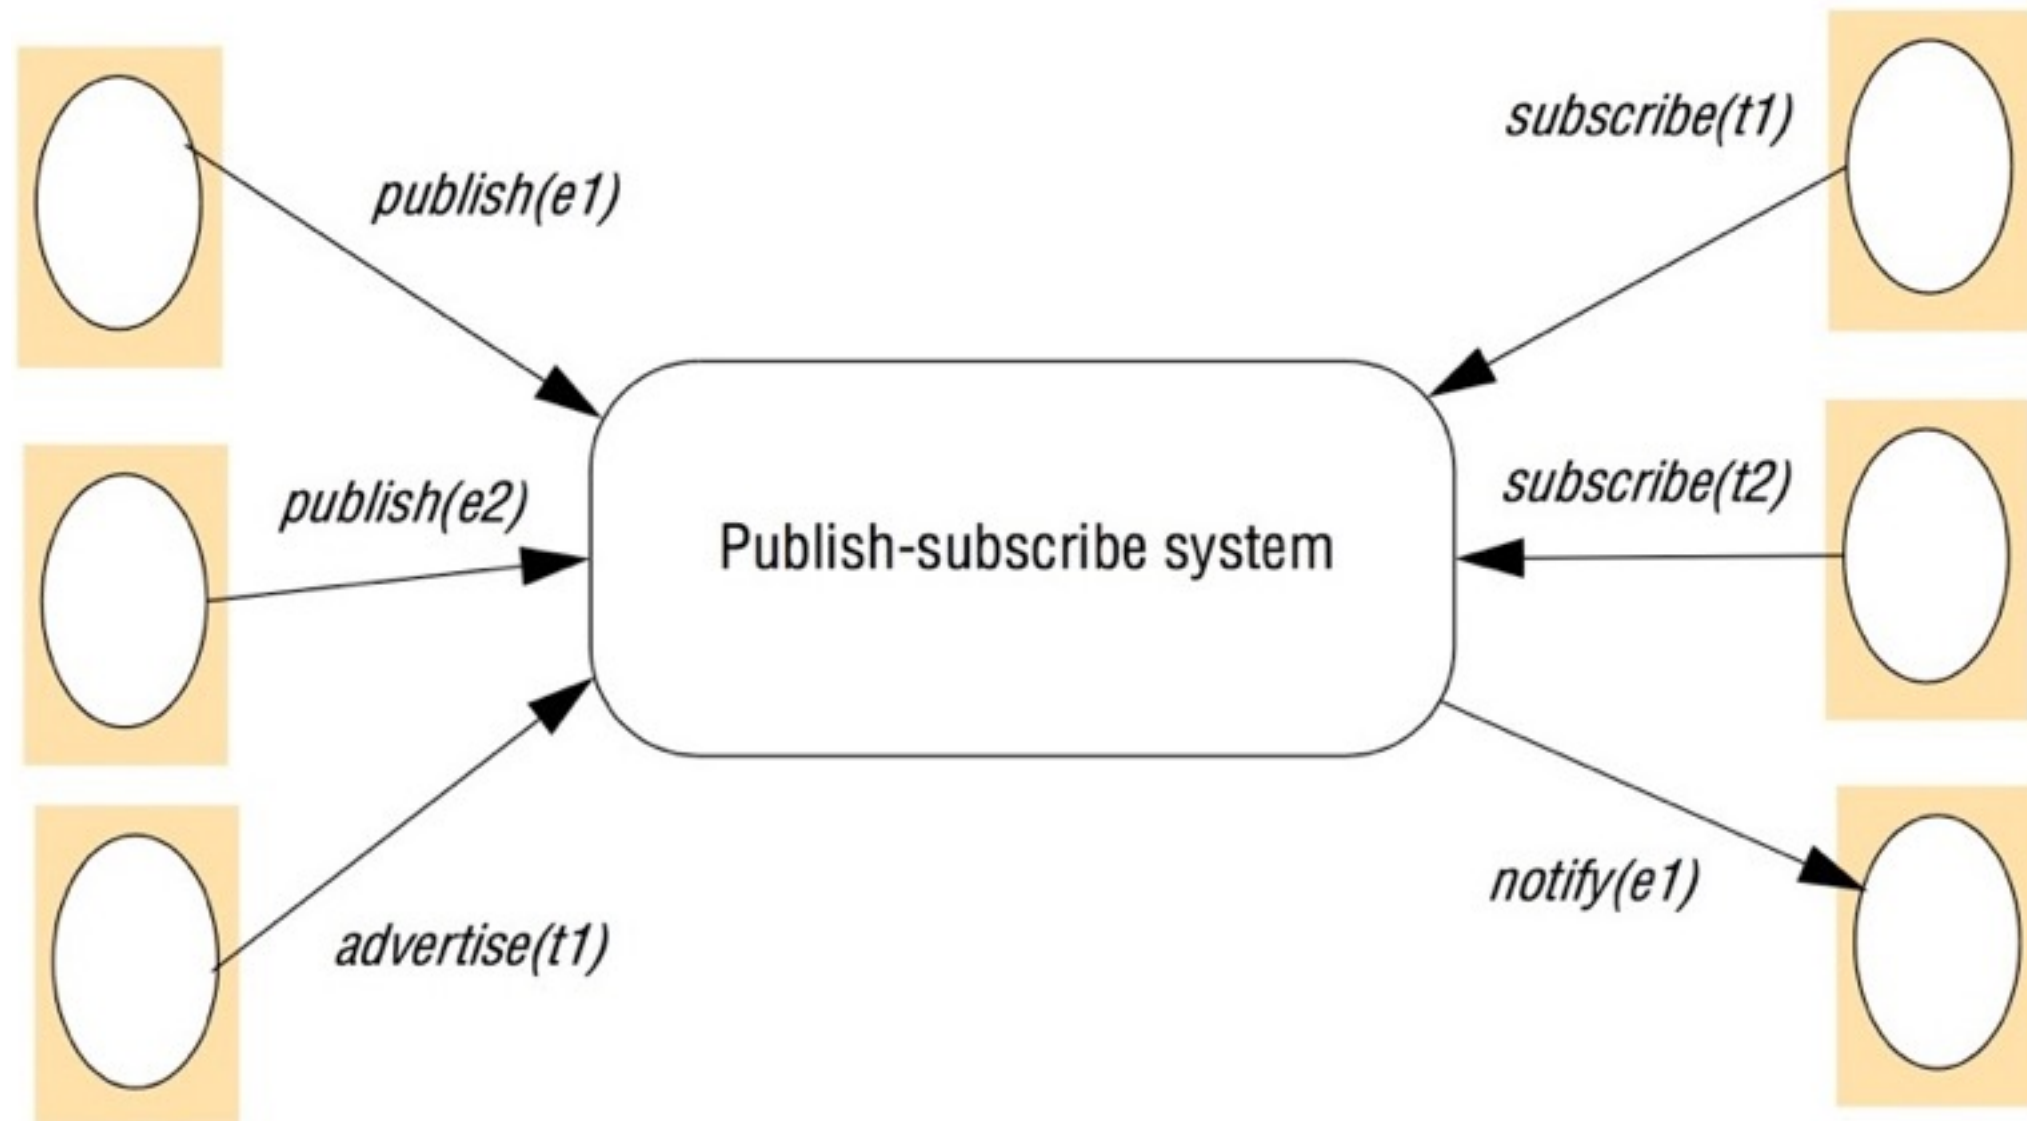 publish(e1)
subscribe(t1)
publish(e2)
subscribe(t2)
Publish-subscribe system
advertise(t1)
notify(e1)